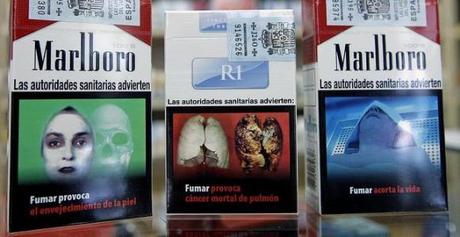 Marlboro
Las autoridades sanitarias advierten
Fumar provoca
el envejecimiento de la piel
R1
Las autoridades sanitarias advierten:
Fumar provoca
cáncer mortal de pulmón
Marlboro
Las autoridades sanitarias advierten
Fumar acorta la vida